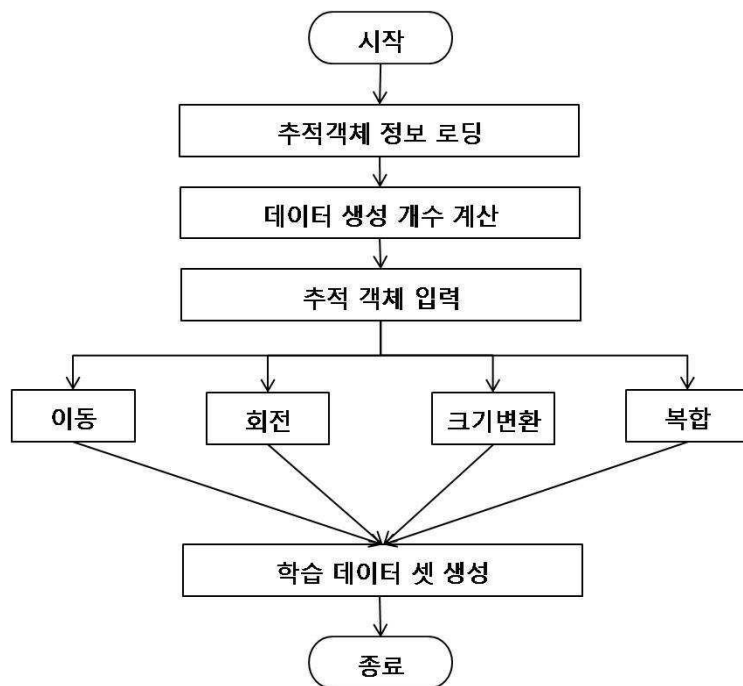 시작
추적객체 정보 로딩
데이터 생성 개수 계산
추적 객체 입력
이동
회전
크기변환
복합
학습 데이터 셋 생성
종료